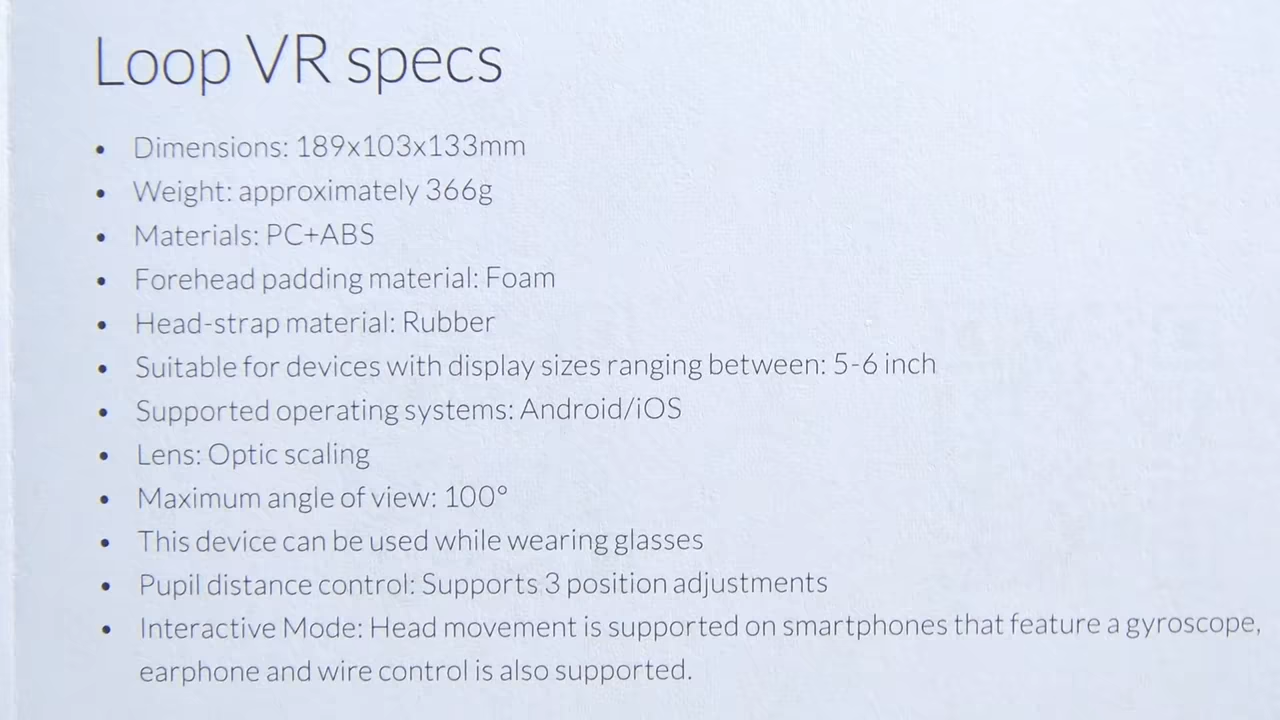 Loop VR specs
• Dimensions: 189x103x133mm
• Weight: approximately 366g
• Materials: PC+ABS
• Forehead padding material: Foam
• Head-strap material: Rubber
• Suitable for devices with display sizes ranging between: 5-6 inch
• Supported operating systems: Android/iOS
• Lens: Optic scaling
• Maximum angle of view: 100°
• This device can be used while wearing glasses
• Pupil distance control: Supports 3 position adjustments
• Interactive Mode: Head movement is supported on smartphones that feature a gyroscope,
earphone and wire control is also supported.